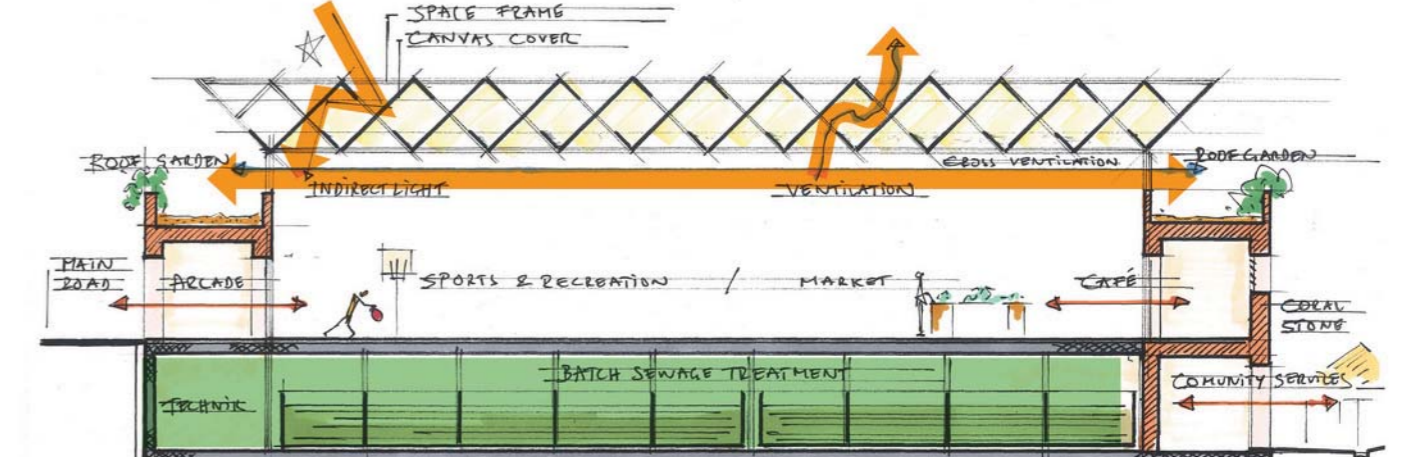 SPACE FRAME
CANVAS COVER
ROOF GARDEN
CROSS VENTILATION
ROOF GARDEN
INDIRECT LIGHT
VENTILATION
MAIN
ROAD
ARCADE
SPORTS & RECREATION / MARKET
CAFÉ
CORAL
STONE
BATCH SEWAGE TREATMENT
TECHNIK
COMUNITY SERVICES